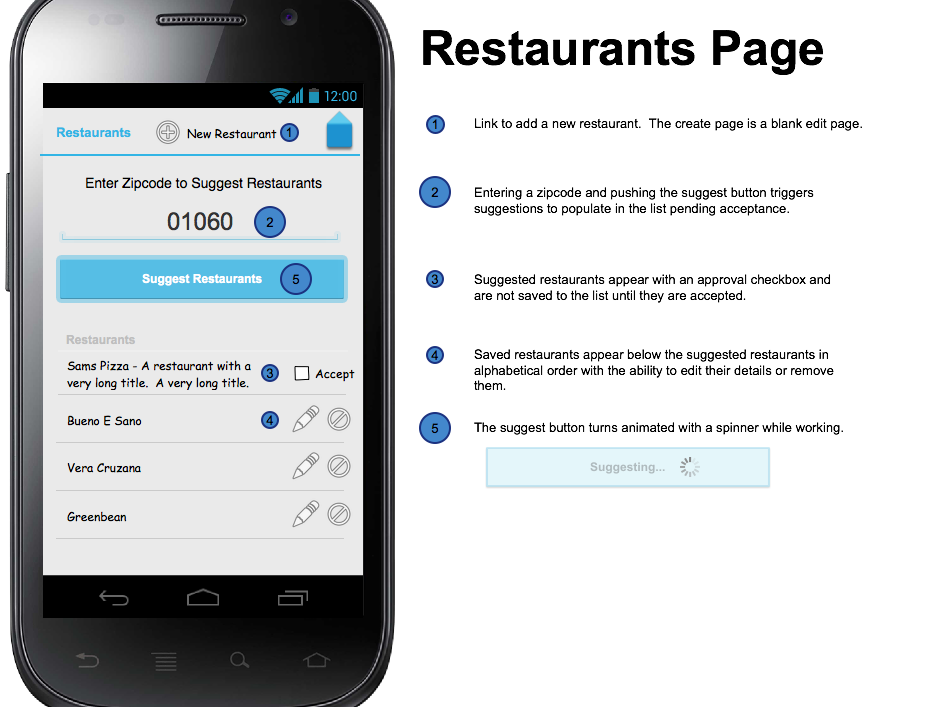 Restaurants Page
12:00
Restaurants
New Restaurant 1
Enter Zipcode to Suggest Restaurants
01060 2
Suggest Restaurants 5
Restaurants
Sams Pizza - A restaurant with a
very long title.  A very long title.
3 Accept
Bueno E Sano 4
Vera Cruzana
Greenbean
1 Link to add a new restaurant.  The create page is a blank edit page.
2 Entering a zipcode and pushing the suggest button triggers
suggestions to populate in the list pending acceptance.
3 Suggested restaurants appear with an approval checkbox and
are not saved to the list until they are accepted.
4 Saved restaurants appear below the suggested restaurants in
alphabetical order with the ability to edit their details or remove
them.
5 The suggest button turns animated with a spinner while working.
Suggesting...